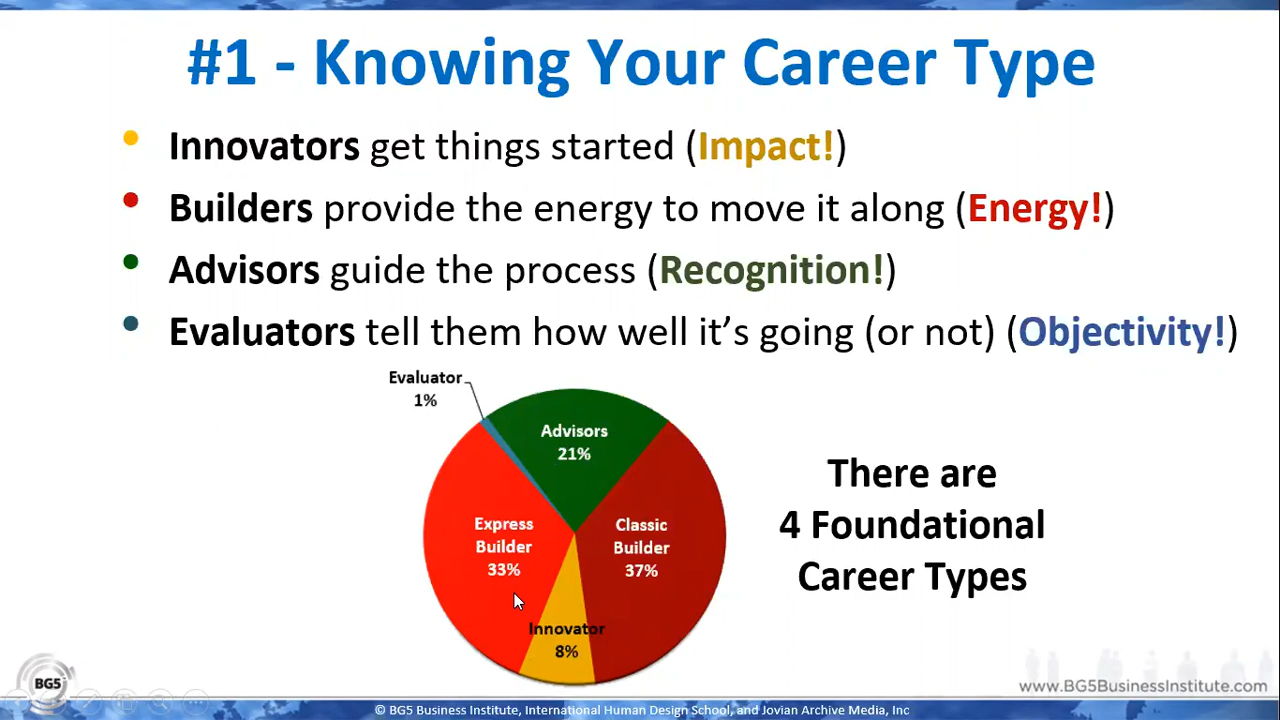 #1 - Knowing Your Career Type
Innovators get things started (Impact!)
Builders provide the energy to move it along (Energy!)
Advisors guide the process (Recognition!)
Evaluators tell them how well it’s going (or not) (Objectivity!)
Evaluator
1%
Advisors
21%
Express
Builder
33%
Classic
Builder
37%
Innovator
8%
There are
4 Foundational
Career Types
BG5
www.BG5BusinessInstitute.com
© BG5 Business Institute, International Human Design School, and Jovian Archive Media, Inc